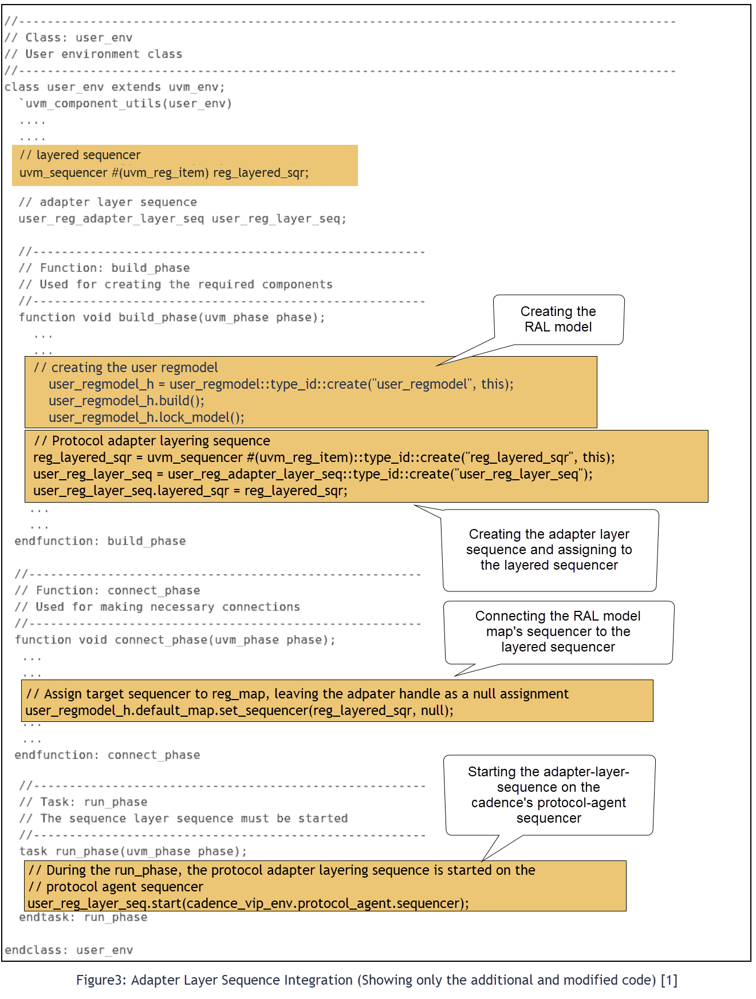 //--------------------------------------------------------------------------------------------
// Class: user_env
// User environment class
//--------------------------------------------------------------------------------------------
class user_env extends uvm_env;
`uvm_component_utils(user_env)
....
....
// layered sequencer
uvm_sequencer #(uvm_reg_item) reg_layered_sqr;
// adapter layer sequence
user_reg_adapter_layer_seq user_reg_layer_seq;
//-------------------------------------------------------
// Function: build_phase
// Used for creating the required components
//-------------------------------------------------------
function void build_phase(uvm_phase phase);
...
...
Creating the
RAL model
// creating the user regmodel
user_regmodel_h = user_regmodel::type_id::create("user_regmodel", this);
user_regmodel_h.build();
user_regmodel_h.lock_model();
// Protocol adapter layering sequence
reg_layered_sqr = uvm_sequencer #(uvm_reg_item)::type_id::create("reg_layered_sqr", this);
user_reg_layer_seq = user_reg_adapter_layer_seq::type_id::create("user_reg_layer_seq");
user_reg_layer_seq.layered_sqr = reg_layered_sqr;
...
...
endfunction: build_phase
Creating the adapter layer
sequence and assigning to
the layered sequencer
//-------------------------------------------------------
// Function: connect_phase
// Used for making necessary connections
//-------------------------------------------------------
function void connect_phase(uvm_phase phase);
...
...
Connecting the RAL model
map's sequencer to the
layered sequencer
// Assign target sequencer to reg_map, leaving the adpater handle as a null assignment
user_regmodel_h.default_map.set_sequencer(reg_layered_sqr, null);
...
...
endfunction: connect_phase
//-------------------------------------------------------
// Task: run_phase
// The sequence layer sequence must be started
//-------------------------------------------------------
task run_phase(uvm_phase phase);
Starting the adapter-layer-
sequence on the
cadence's protocol-agent
sequencer
// During the run_phase, the protocol adapter layering sequence is started on the
// protocol agent sequencer
user_reg_layer_seq.start(cadence_vip_env.protocol_agent.sequencer);
endtask: run_phase
endclass: user_env
Figure3: Adapter Layer Sequence Integration (Showing only the additional and modified code) [1]